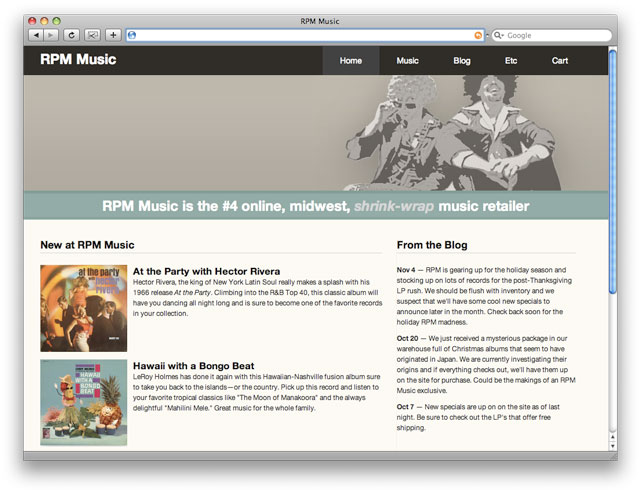 RPM Music
Google
RPM Music
Home
Music
Blog
Etc
Cart
RPM Music is the #4 online, midwest, shrink-wrap music retailer
New at RPM Music
at the party
with hector
rivera
At the Party with Hector Rivera
Hector Rivera, the king of New York Latin Soul really makes a splash with his
1966 release At the Party. Climbing into the R&B Top 40, this classic album will
have you dancing all night long and is sure to become one of the favorite records
in your collection.
HAWAII
WITH A
BONGO
BEAT
Hawaii with a Bongo Beat
LeRoy Holmes has done it again with this Hawaiian-Nashville fusion album sure
to take you back to the islands—or the country. Pick up this record and listen to
your favorite tropical classics like "The Moon of Manakoora" and the always
delightful "Mahilini Mele." Great music for the whole family.
From the Blog
Nov 4 — RPM is gearing up for the holiday season and
stocking up on lots of records for the post-Thanksgiving
LP rush. We should be flush with inventory and we
suspect that we'll have some cool new specials to
announce later in the month. Check back soon for the
holiday RPM madness.
Oct 20 — We just received a mysterious package in our
warehouse full of Christmas albums that seem to have
originated in Japan. We are currently investigating their
origins and if everything checks out, we'll have them up
on the site for purchase. Could be the makings of an RPM
Music exclusive.
Oct 7 — New specials are up on on the site as of last
night. Be sure to check out the LP's that offer free
shipping.